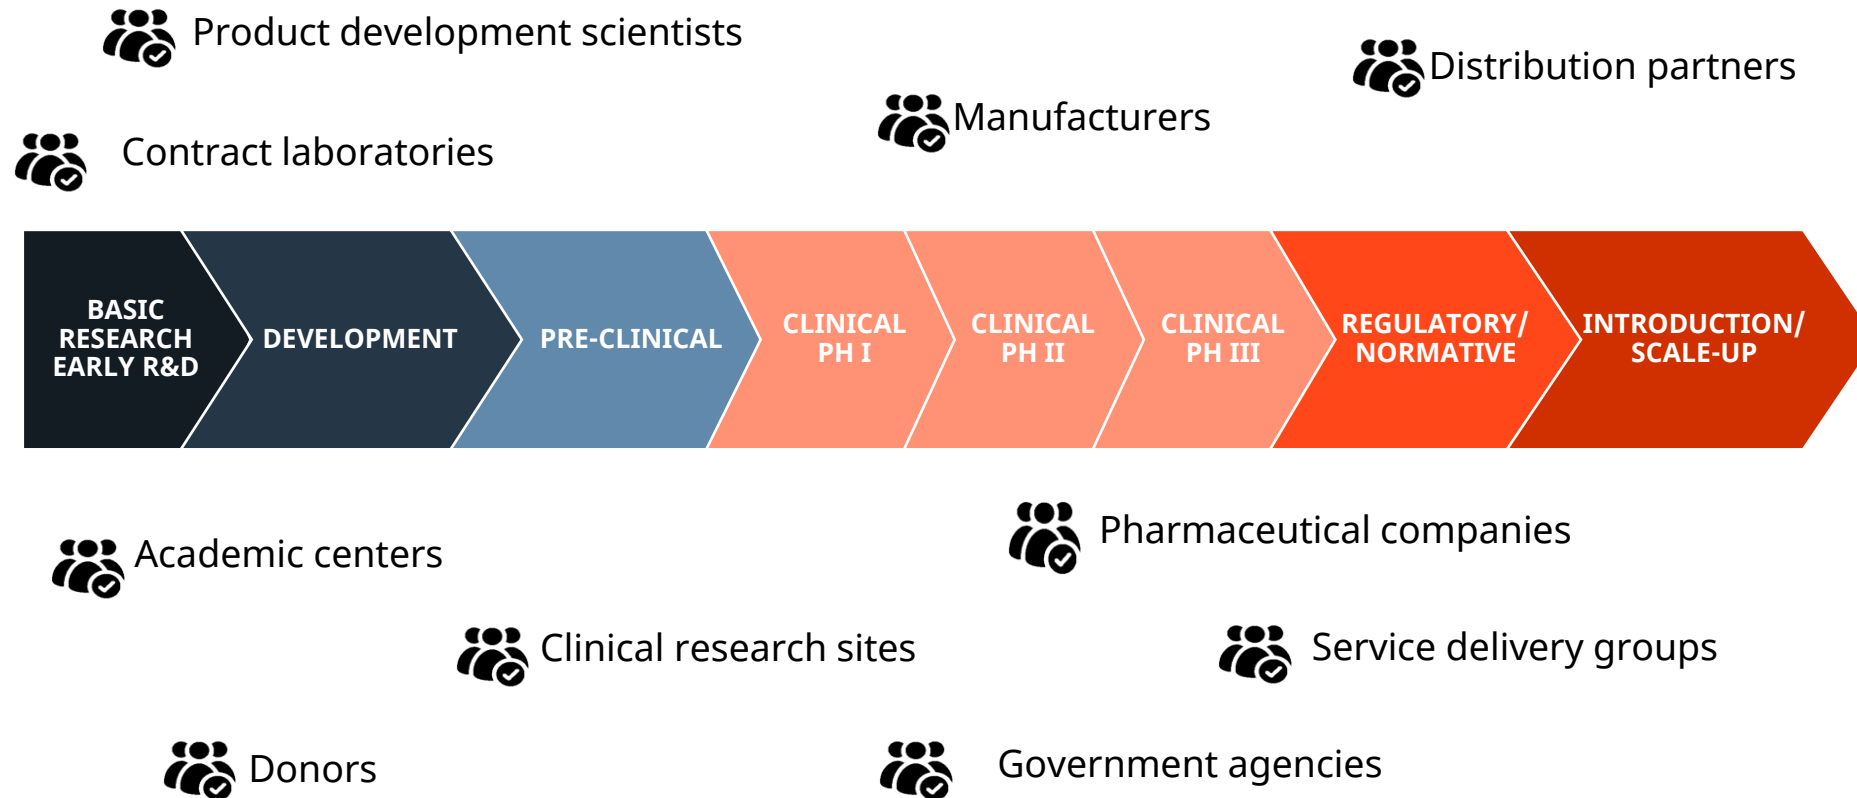 Product development scientists
Distribution partners
Manufacturers
Contract laboratories
BASIC
RESEARCH
EARLY R&D
DEVELOPMENT
PRE-CLINICAL
CLINICAL
PH I
CLINICAL
PH II
CLINICAL
PH III
REGULATORY/
NORMATIVE
INTRODUCTION/
SCALE-UP
Pharmaceutical companies
Academic centers
Clinical research sites
Service delivery groups
Donors
Government agencies